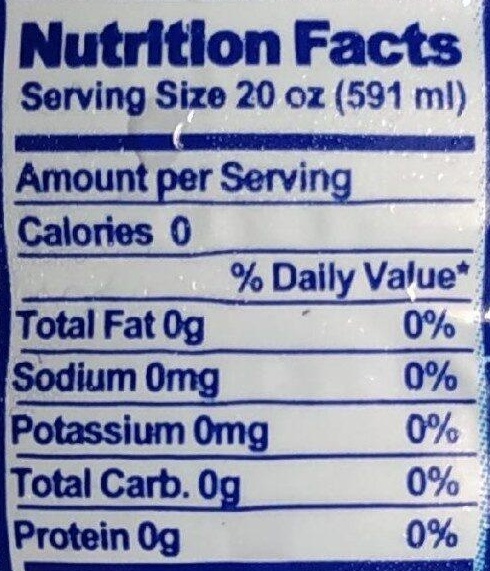 Nutrition Facts
Serving Size 20 oz (591 ml)
Amount per Serving
Calories 0
% Daily Value*
Total Fat 0g 0%
Sodium 0mg 0%
Potassium 0mg 0%
Total Carb. 0g 0%
Protein 0g 0%